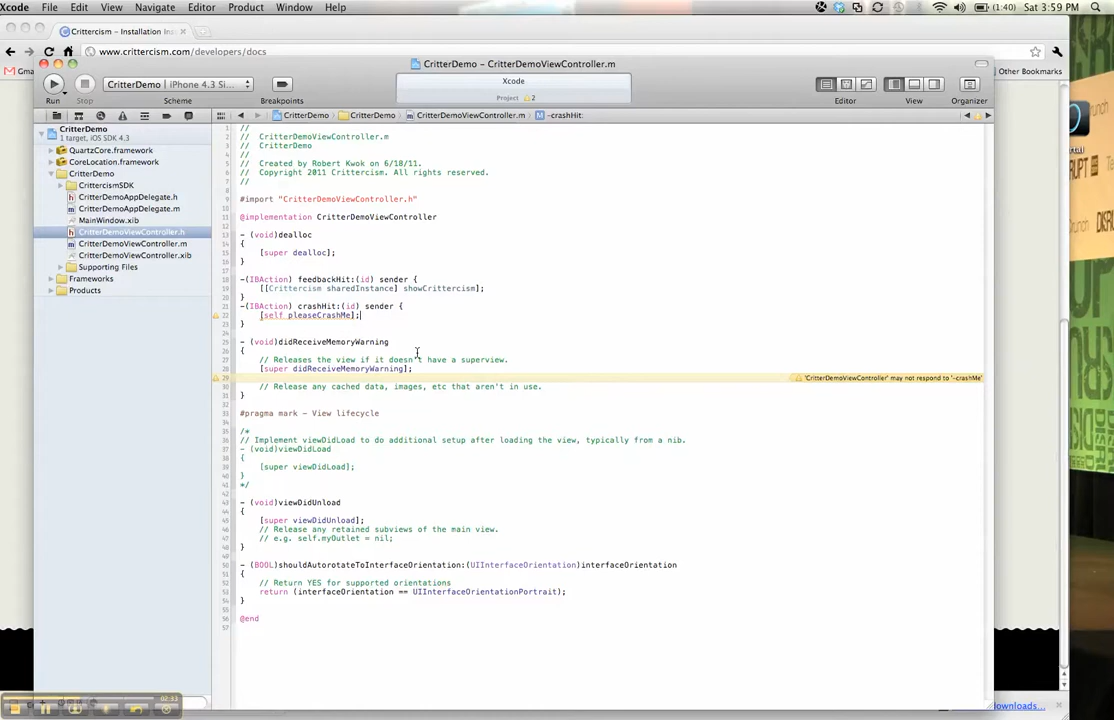 Xcode File Edit View Navigate Editor Product Window Help (1:40) Sat 3:59 PM
Crittercism – Installation Ins
www.crittercism.com/developers/docs
Other Bookmarks
CritterDemo – CritterDemoViewController.m
CritterDemo iPhone 4.3 Si...
Xcode
Project 2
Run Stop Scheme Breakpoints Editor View Organizer
CritterDemo CritterDemo CritterDemoViewController.m -crashHit:
CritterDemo
1 target, iOS SDK 4.3
QuartzCore.framework
CoreLocation.framework
CritterDemo
CrittercismSDK
CritterDemoAppDelegate.h
CritterDemoAppDelegate.m
MainWindow.xib
CritterDemoViewController.h
CritterDemoViewController.m
CritterDemoViewController.xib
Supporting Files
Frameworks
Products
//
// CritterDemoViewController.m
// CritterDemo
//
// Created by Robert Kwok on 6/18/11.
// Copyright 2011 Crittercism. All rights reserved.
//
#import "CritterDemoViewController.h"
@implementation CritterDemoViewController
- (void)dealloc
{
[super dealloc];
}
-(IBAction) feedbackHit:(id) sender {
[[Crittercism sharedInstance] showCrittercism];
}
-(IBAction) crashHit:(id) sender {
[self pleaseCrashMe];
}
- (void)didReceiveMemoryWarning
{
// Releases the view if it doesn't have a superview.
[super didReceiveMemoryWarning];
'CritterDemoViewController' may not respond to '-crashMe'
// Release any cached data, images, etc that aren't in use.
}
#pragma mark - View lifecycle
/*
// Implement viewDidLoad to do additional setup after loading the view, typically from a nib.
- (void)viewDidLoad
{
[super viewDidLoad];
}
*/
- (void)viewDidUnload
{
[super viewDidUnload];
// Release any retained subviews of the main view.
// e.g. self.myOutlet = nil;
}
- (BOOL)shouldAutorotateToInterfaceOrientation:(UIInterfaceOrientation)interfaceOrientation
{
// Return YES for supported orientations
return (interfaceOrientation == UIInterfaceOrientationPortrait);
}
@end
02:33